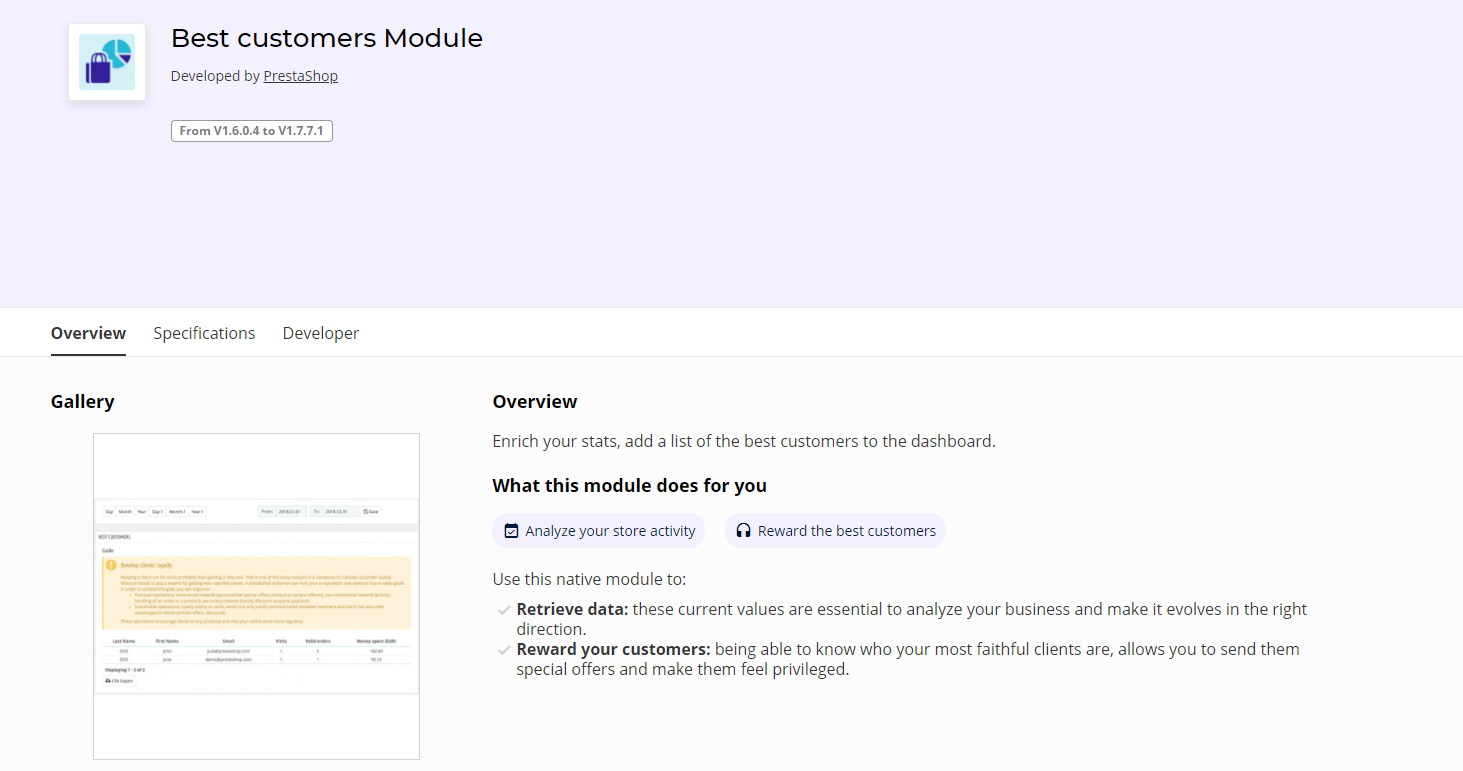 Best customers Module
Developed by PrestaShop
From V1.6.0.4 to V1.7.7.1
Overview Specifications Developer
Gallery
Day Month Year Day-1 Month-1 Year-1 From: 2018-01-01 To: 2018-12-31 Save
BEST CUSTOMERS
Guide
Develop clients' loyalty
Last Name First Name Email Visits Valid orders Money spent (EUR)
DOE John pub@prestashop.com 1
DOE Jane demo@prestashop.com 1 1
Displaying 1 - 2 of 2
CSV Export
Overview
Enrich your stats, add a list of the best customers to the dashboard.
What this module does for you
Analyze your store activity Reward the best customers
Use this native module to:
Retrieve data: these current values are essential to analyze your business and make it evolves in the right
direction.
Reward your customers: being able to know who your most faithful clients are, allows you to send them
special offers and make them feel privileged.